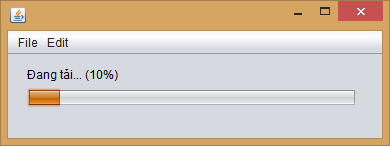 File Edit
Đang tải... (10%)